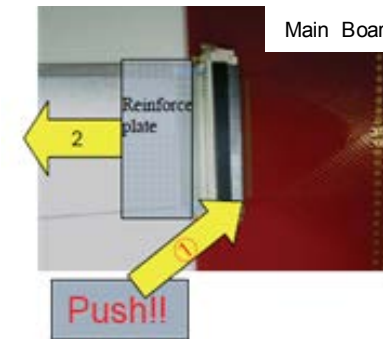 Main Boar
Reinforce
plate
2
①
Push!!